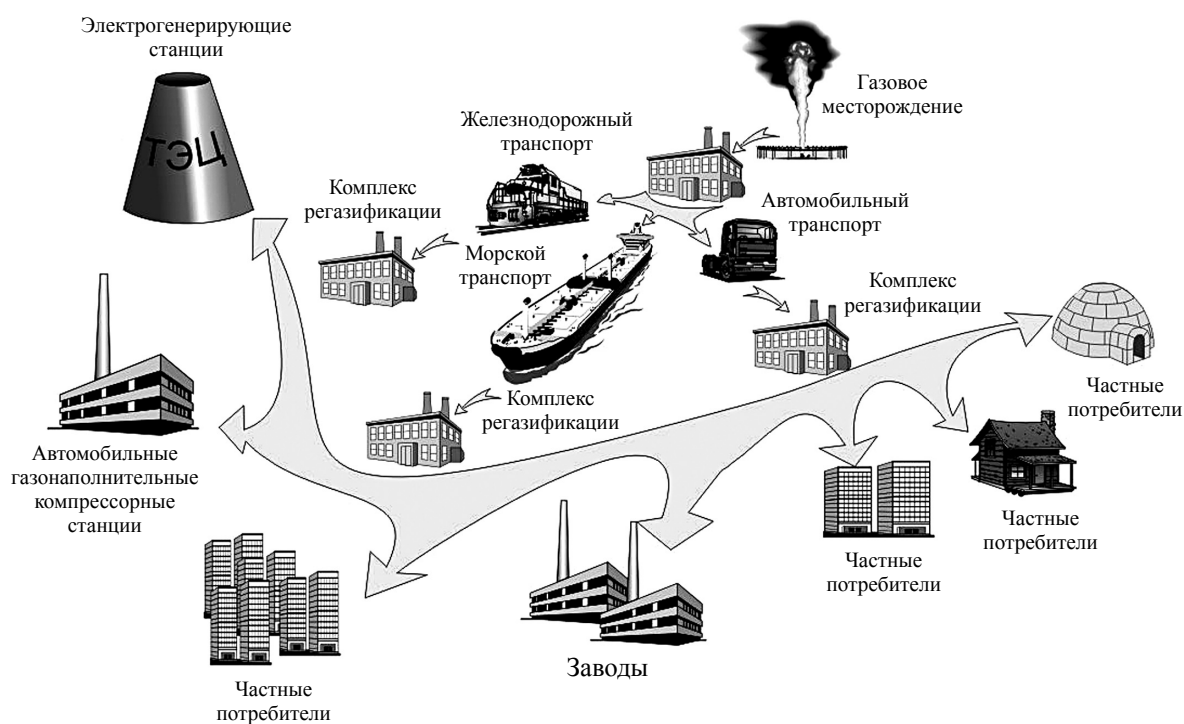 Электрогенерирующие
станции
ТЭЦ
Газовое
месторождение
Железнодорожный
транспорт
Комплекс
регазификации
Автомобильный
транспорт
Морской
транспорт
Комплекс
регазификации
Частные
потребители
Комплекс
регазификации
Автомобильные
газонаполнительные
компрессорные
станции
Частные
потребители
Частные
потребители
Заводы
Частные
потребители